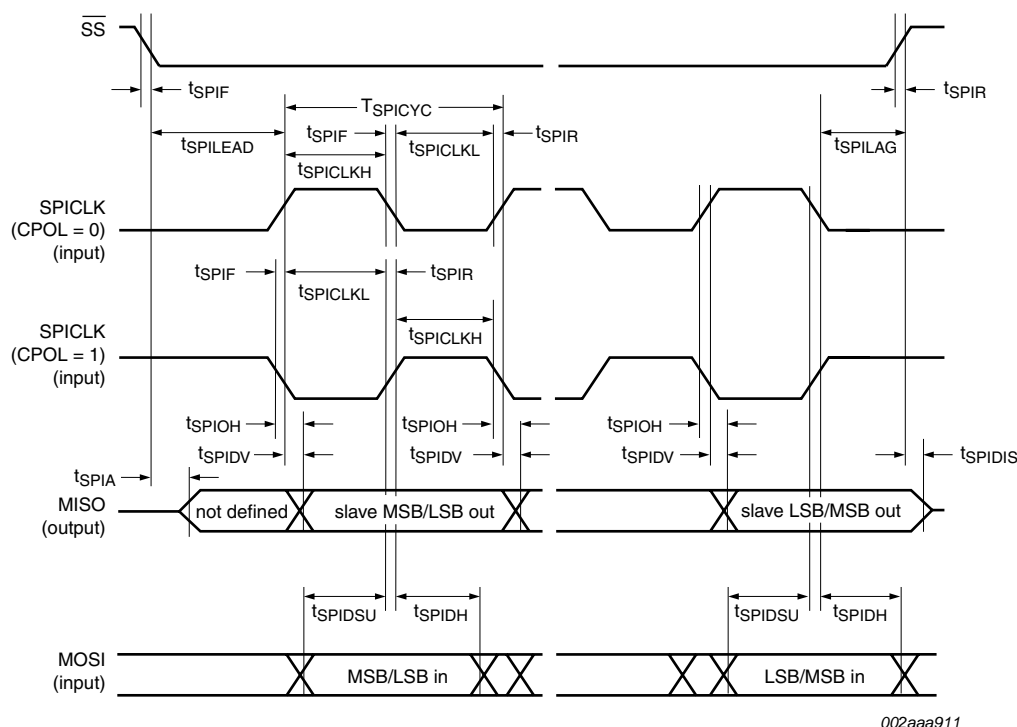 SS
tSPIF
TSPICYC
tSPIR
tSPILEAD
tSPIF
tSPICLKL
tSPIR
tSPILAG
tSPICLKH
SPICLK
(CPOL = 0)
(input)
tSPIF
tSPICLKL
tSPIR
SPICLK
(CPOL = 1)
(input)
tSPICLKH
tSPIOH
tSPIOH
tSPIOH
tSPIDV
tSPIDV
tSPIDV
tSPIDIS
tSPIA
MISO
(output)
not defined
slave MSB/LSB out
slave LSB/MSB out
tSPIDSU
tSPIDH
tSPIDSU
tSPIDH
MOSI
(input)
MSB/LSB in
LSB/MSB in
002aaa911